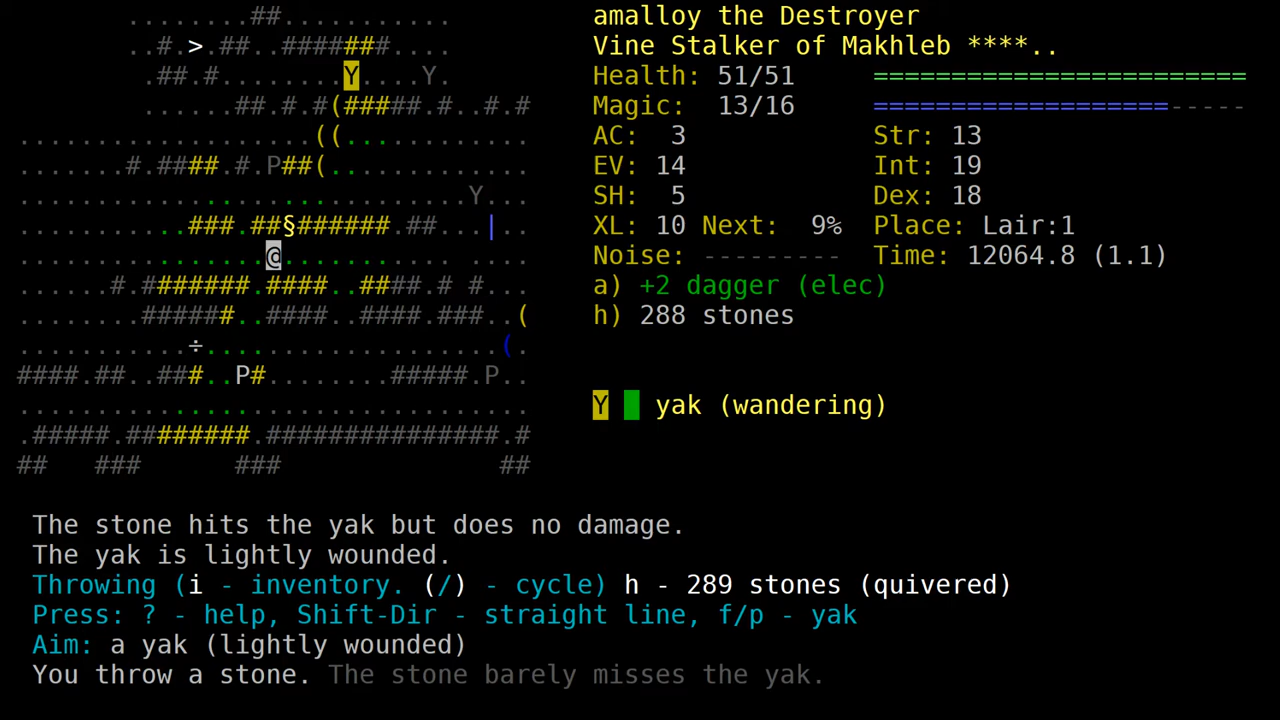 ........##...........                    amalloy the Destroyer
..#.>.##..######....                     Vine Stalker of Makhleb ****..
.##.#........Y....Y.                     Health: 51/51 ========================
......##.#.#(#####.#..#.#                Magic:  13/16 ===================-----
...................((............        AC:  3          Str: 13
.......#.####.#.P##(.............        EV: 14          Int: 19
.............................Y...        SH:  5          Dex: 18
...........###.##§######.##...|..        XL: 10 Next:  9% Place: Lair:1
................@................        Noise: --------- Time: 12064.8 (1.1)
......#.######.####..####.# #...         a) +2 dagger (elec)
........######..####..####.###..(        h) 288 stones
...........÷...................(.
####.##..###..P#........#####.P..
.................................        Y yak (wandering)
.#####.########.###############.#
##   ###      ###              ##
The stone hits the yak but does no damage.
The yak is lightly wounded.
Throwing (i - inventory. (/) - cycle) h - 289 stones (quivered)
Press: ? - help, Shift-Dir - straight line, f/p - yak
Aim: a yak (lightly wounded)
You throw a stone. The stone barely misses the yak.